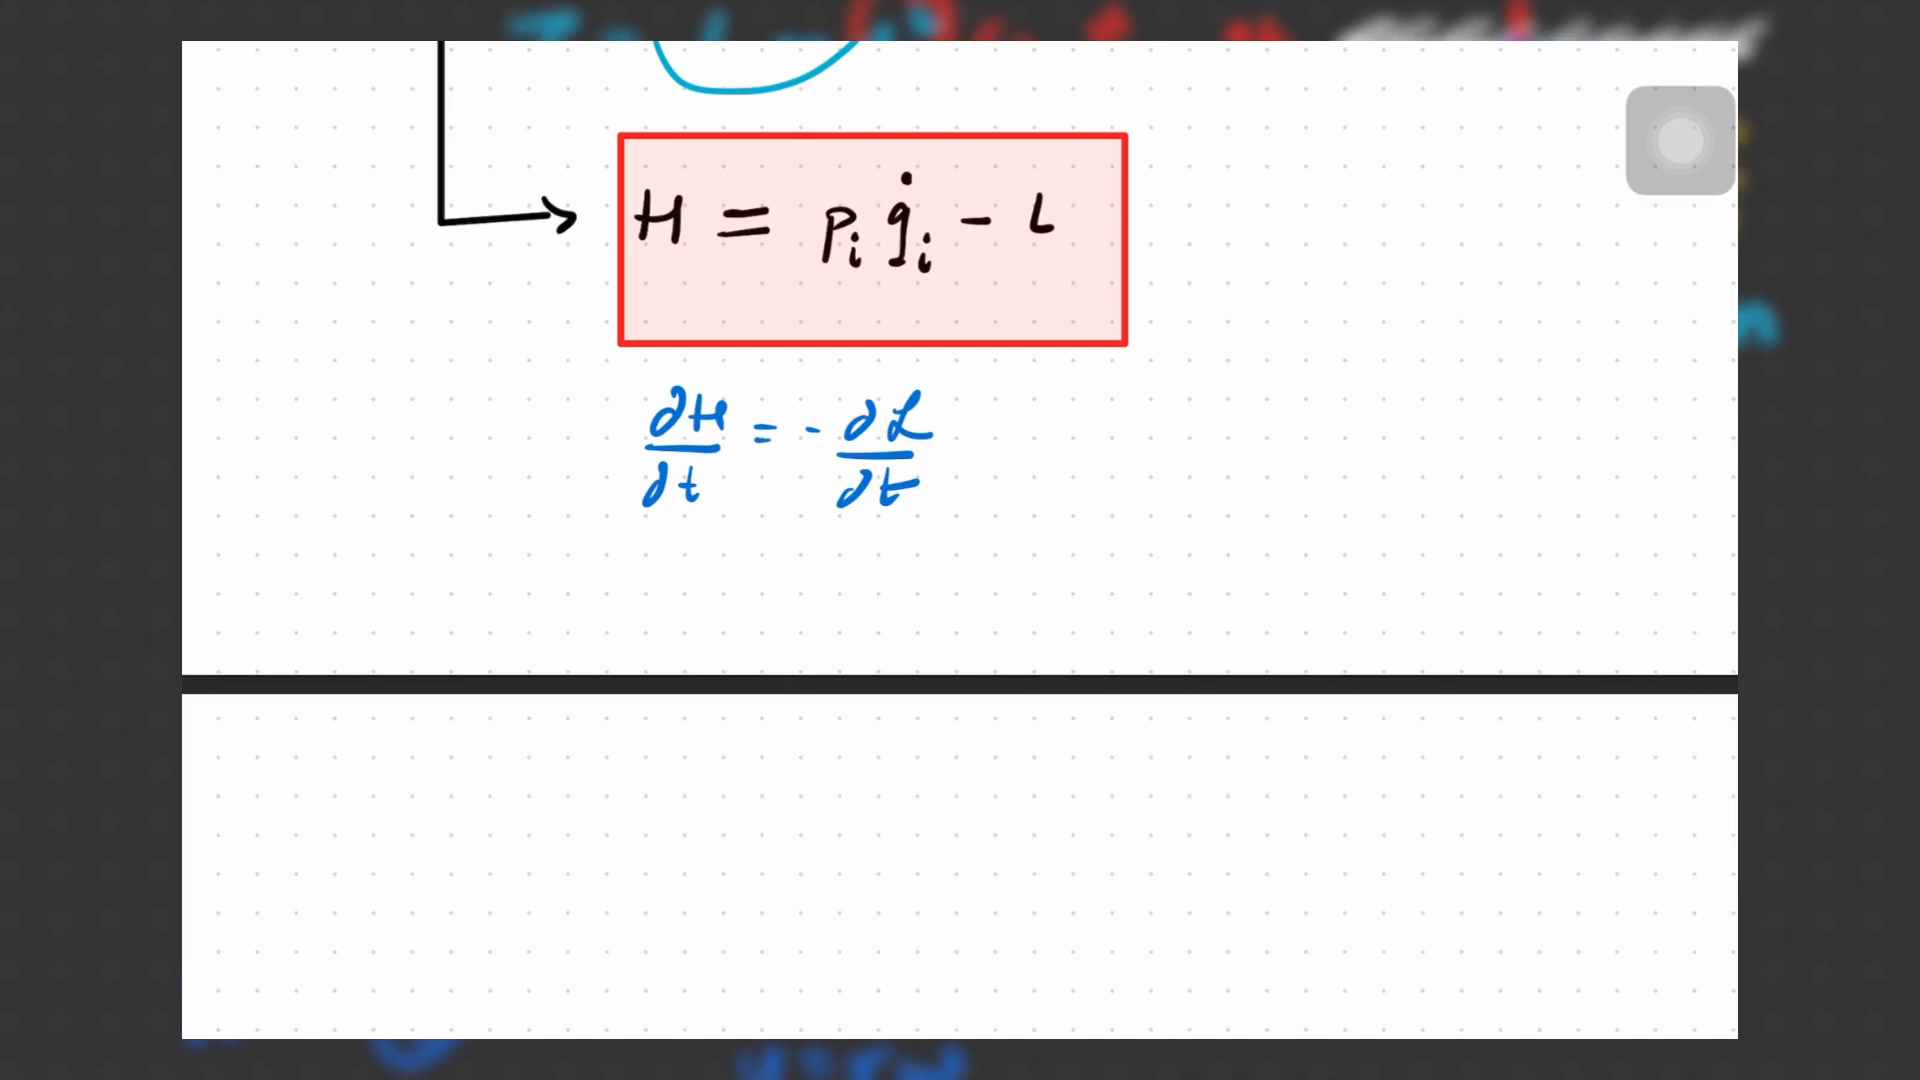 H = pᵢ q̇ᵢ - L
∂H/∂t = - ∂ℒ/∂t